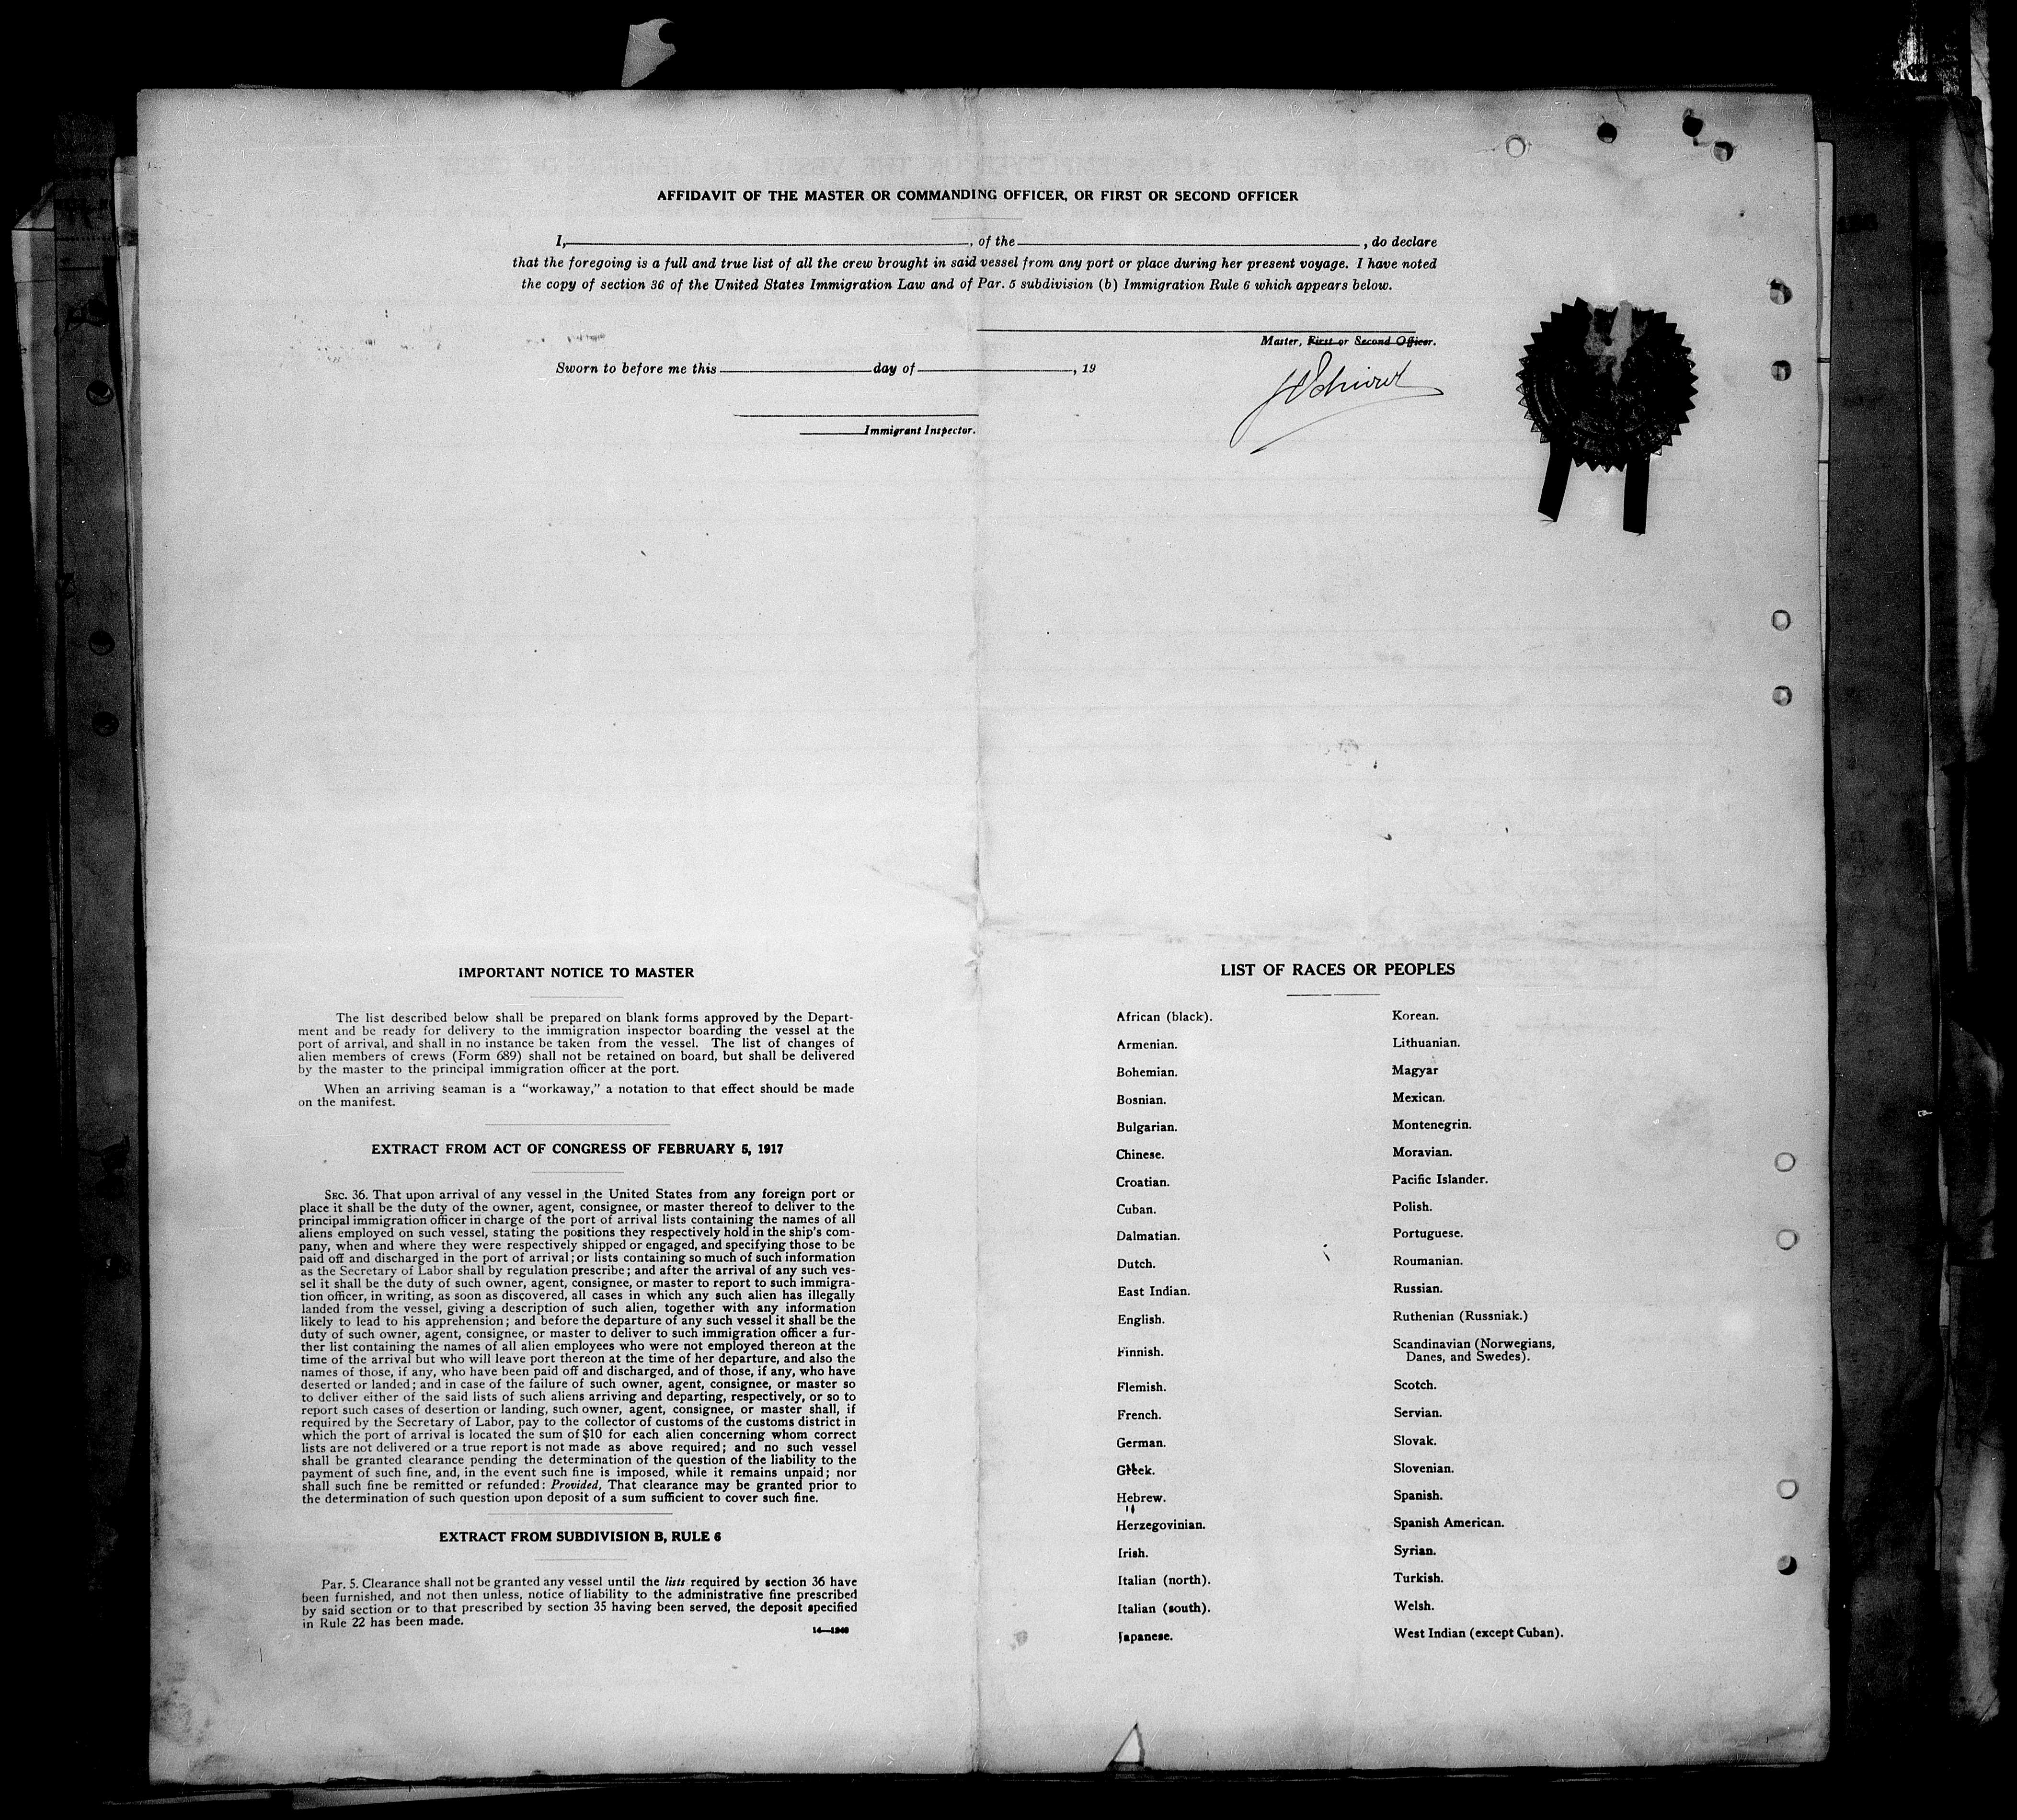 AFFIDAVIT OF THE MASTER OR COMMANDING OFFICER, OR FIRST OR SECOND OFFICER
I, , of the , do declare
that the foregoing is a full and true list of all the crew brought in said vessel from any port or place during her present voyage. I have noted
the copy of section 36 of the United States Immigration Law and of Par. 5 subdivision (b) Immigration Rule 6 which appears below.
Master, First or Second Officer.
Sworn to before me this day of , 19
Immigrant Inspector.
IMPORTANT NOTICE TO MASTER
The list described below shall be prepared on blank forms approved by the Depart-
ment and be ready for delivery to the immigration inspector boarding the vessel at the
port of arrival, and shall in no instance be taken from the vessel. The list of changes of
alien members of crews (Form 689) shall not be retained on board, but shall be delivered
by the master to the principal immigration officer at the port.
When an arriving seaman is a "workaway," a notation to that effect should be made
on the manifest.
EXTRACT FROM ACT OF CONGRESS OF FEBRUARY 5, 1917
SEC. 36. That upon arrival of any vessel in the United States from any foreign port or
place it shall be the duty of the owner, agent, consignee, or master thereof to deliver to the
principal immigration officer in charge of the port of arrival lists containing the names of all
aliens employed on such vessel, stating the positions they respectively hold in the ship's com-
pany, when and where they were respectively shipped or engaged, and specifying those to be
paid off and discharged in the port of arrival; or lists containing so much of such information
as the Secretary of Labor shall by regulation prescribe; and after the arrival of any such ves-
sel it shall be the duty of such owner, agent, consignee, or master to report to such immigra-
tion officer, in writing, as soon as discovered, all cases in which any such alien has illegally
landed from the vessel, giving a description of such alien, together with any information
likely to lead to his apprehension; and before the departure of any such vessel it shall be the
duty of such owner, agent, consignee, or master to deliver to such immigration officer a fur-
ther list containing the names of all alien employees who were not employed thereon at the
time of the arrival but who will leave port thereon at the time of her departure, and also the
names of those, if any, who have been paid off and discharged, and of those, if any, who have
deserted or landed; and in case of the failure of such owner, agent, consignee, or master so
to deliver either of the said lists of such aliens arriving and departing, respectively, or so to
report such cases of desertion or landing, such owner, agent, consignee, or master shall, if
required by the Secretary of Labor, pay to the collector of customs of the customs district in
which the port of arrival is located the sum of $10 for each alien concerning whom correct
lists are not delivered or a true report is not made as above required; and no such vessel
shall be granted clearance pending the determination of the question of the liability to the
payment of such fine, and, in the event such fine is imposed, while it remains unpaid; nor
shall such fine be remitted or refunded: Provided, That clearance may be granted prior to
the determination of such question upon deposit of a sum sufficient to cover such fine.
EXTRACT FROM SUBDIVISION B, RULE 6
Par. 5. Clearance shall not be granted any vessel until the lists required by section 36 have
been furnished, and not then unless, notice of liability to the administrative fine prescribed
by said section or to that prescribed by section 35 having been served, the deposit specified
in Rule 22 has been made.
14—1240
LIST OF RACES OR PEOPLES
African (black).
Armenian.
Bohemian.
Bosnian.
Bulgarian.
Chinese.
Croatian.
Cuban.
Dalmatian.
Dutch.
East Indian.
English.
Finnish.
Flemish.
French.
German.
Greek.
Hebrew.
Herzegovinian.
Irish.
Italian (north).
Italian (south).
Japanese.
Korean.
Lithuanian.
Magyar
Mexican.
Montenegrin.
Moravian.
Pacific Islander.
Polish.
Portuguese.
Roumanian.
Russian.
Ruthenian (Russniak.)
Scandinavian (Norwegians,
Danes, and Swedes).
Scotch.
Servian.
Slovak.
Slovenian.
Spanish.
Spanish American.
Syrian.
Turkish.
Welsh.
West Indian (except Cuban).